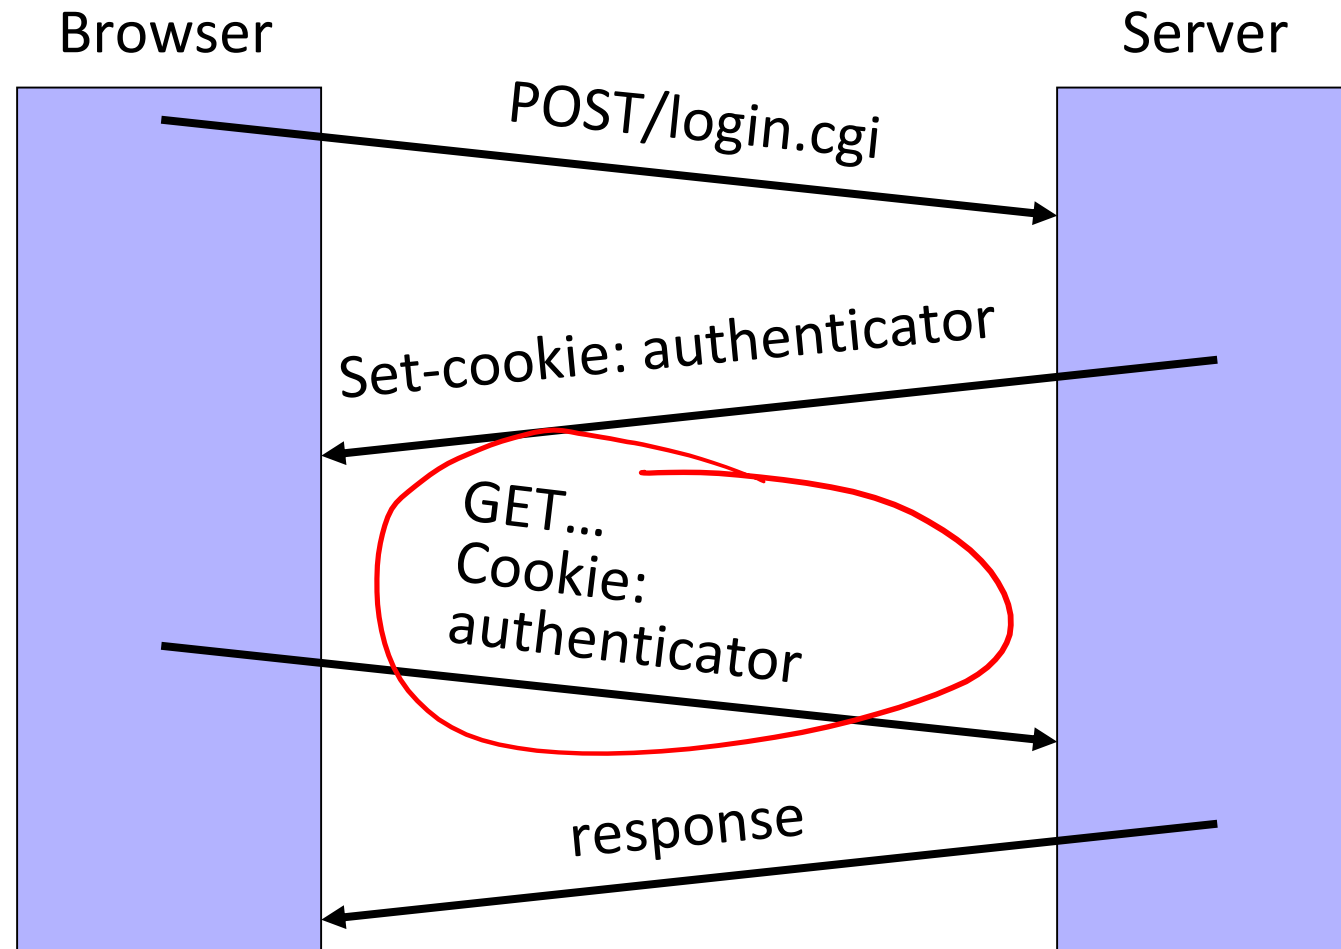 Browser
Server
POST/login.cgi
Set-cookie: authenticator
GET…
Cookie:
authenticator
response